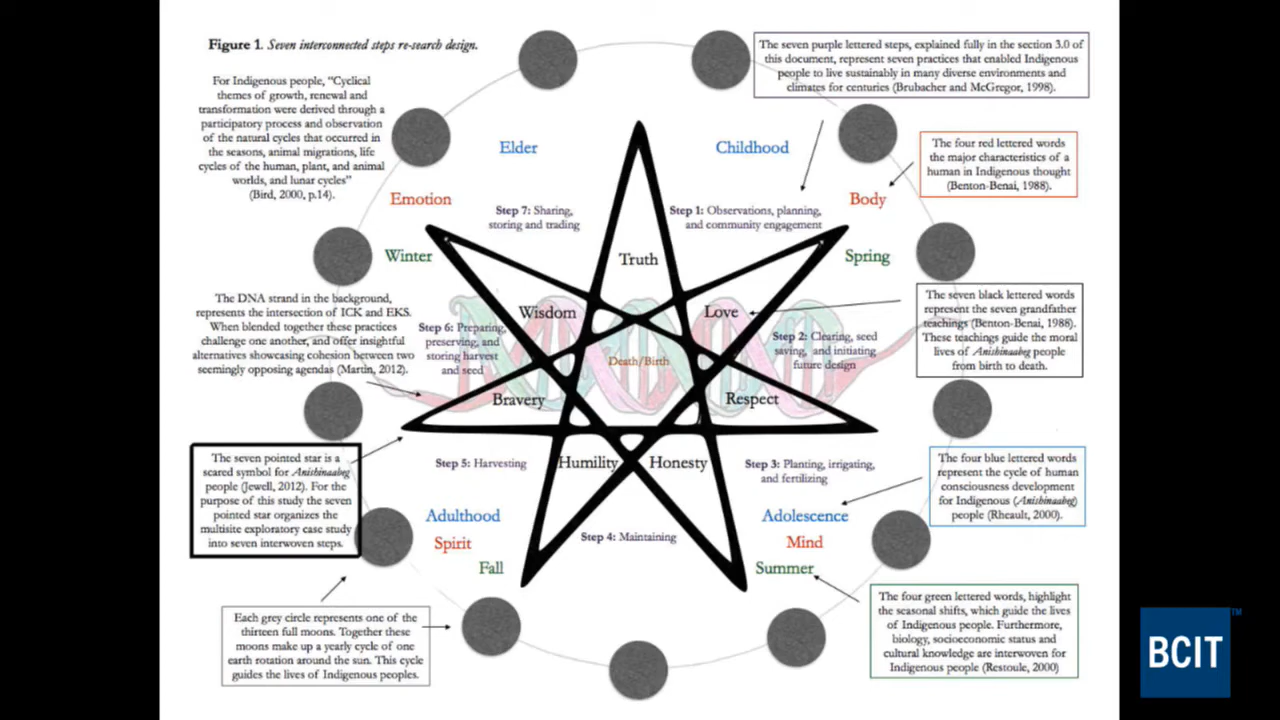 Figure 1. Seven interconnected steps re-search design.
For Indigenous people, “Cyclical
themes of growth, renewal and
transformation were derived through a
participatory process and observation
of the natural cycles that occurred in
the seasons, animal migrations, life
cycles of the human, plant, and animal
worlds, and lunar cycles”
(Bird, 2000, p.14).
The seven purple lettered steps, explained fully in the section 3.0 of
this document, represent seven practices that enabled Indigenous
people to live sustainably in many diverse environments and
climates for centuries (Brubacher and McGregor, 1998).
Elder
Childhood
The four red lettered words
the major characteristics of a
human in Indigenous thought
(Benton-Benai, 1988).
Emotion
Body
Step 7: Sharing,
storing and trading
Step 1: Observations, planning,
and community engagement
Winter
Truth
Spring
The DNA strand in the background,
represents the intersection of ICK and EKS.
When blended together these practices
challenge one another, and offer insightful
alternatives showcasing cohesion between two
seemingly opposing agendas (Martin, 2012).
Wisdom
Love
The seven black lettered words
represent the seven grandfather
teachings (Benton-Benai, 1988).
These teachings guide the moral
lives of Anishinaabeg people
from birth to death.
Step 6: Preparing,
preserving, and
storing harvest
and seed
Death/Birth
Step 2: Clearing, seed
saving, and initiating
future design
Bravery
Respect
The seven pointed star is a
scared symbol for Anishinaabeg
people (Jewell, 2012). For the
purpose of this study the seven
pointed star organizes the
multisite exploratory case study
into seven interwoven steps.
Step 5: Harvesting
Humility
Honesty
Step 3: Planting, irrigating,
and fertilizing
The four blue lettered words
represent the cycle of human
consciousness development
for Indigenous (Anishinaabeg)
people (Rheault, 2000).
Adulthood
Spirit
Fall
Step 4: Maintaining
Adolescence
Mind
Summer
Each grey circle represents one of the
thirteen full moons. Together these
moons make up a yearly cycle of one
earth rotation around the sun. This cycle
guides the lives of Indigenous peoples.
The four green lettered words, highlight
the seasonal shifts, which guide the lives
of Indigenous people. Furthermore,
biology, socioeconomic status and
cultural knowledge are interwoven for
Indigenous people (Restoule, 2000)
BCIT
TM